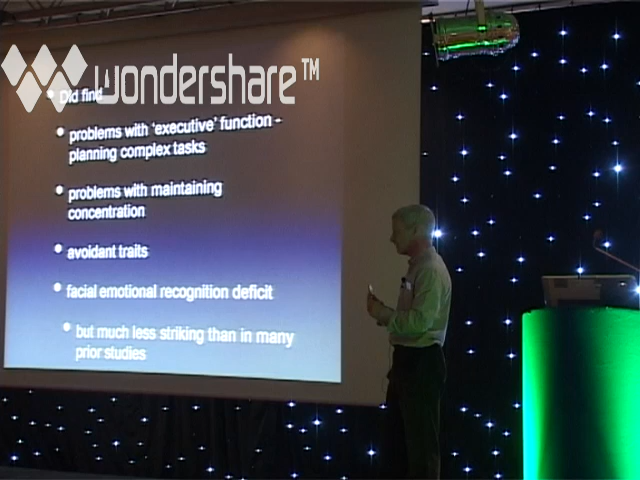 wondershare™
• Did find
• problems with 'executive' function -
planning complex tasks
• problems with maintaining
concentration
• avoidant traits
• facial emotional recognition deficit
• but much less striking than in many
prior studies